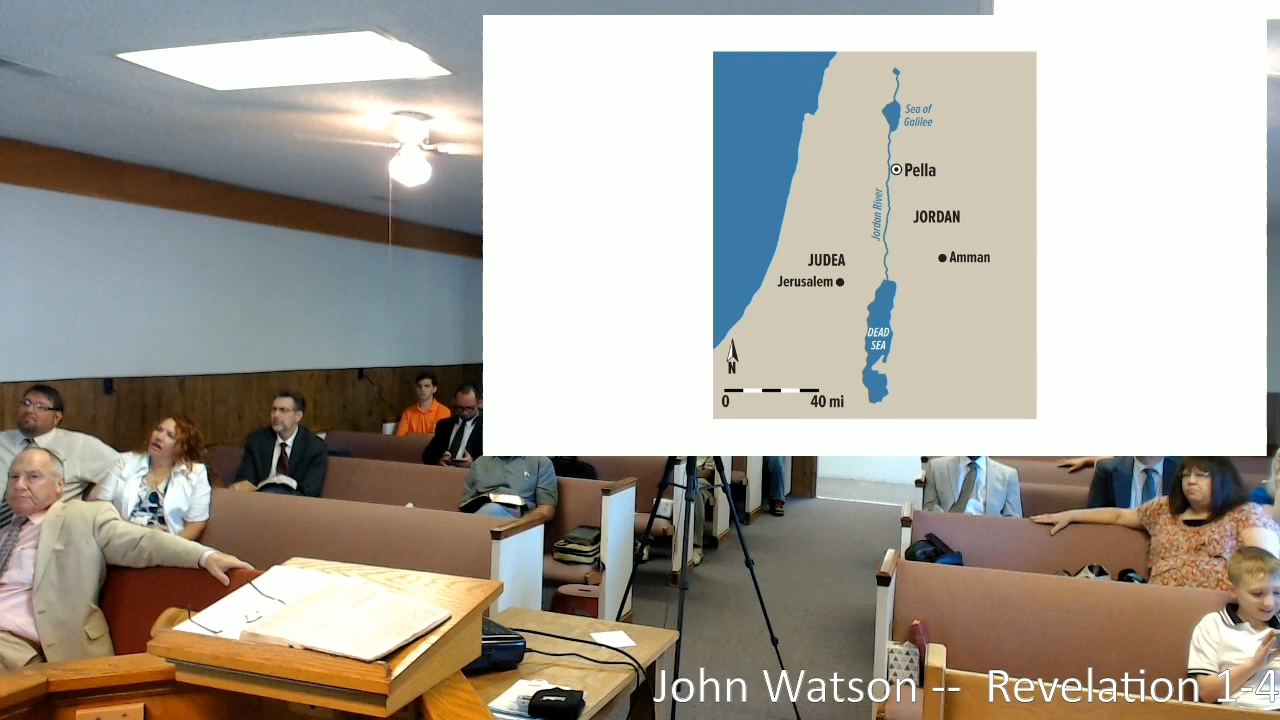 Sea of
Galilee
Pella
Jordan River
JORDAN
JUDEA
Amman
Jerusalem
DEAD
SEA
N
0 40 mi
John Watson -- Revelation 1-4